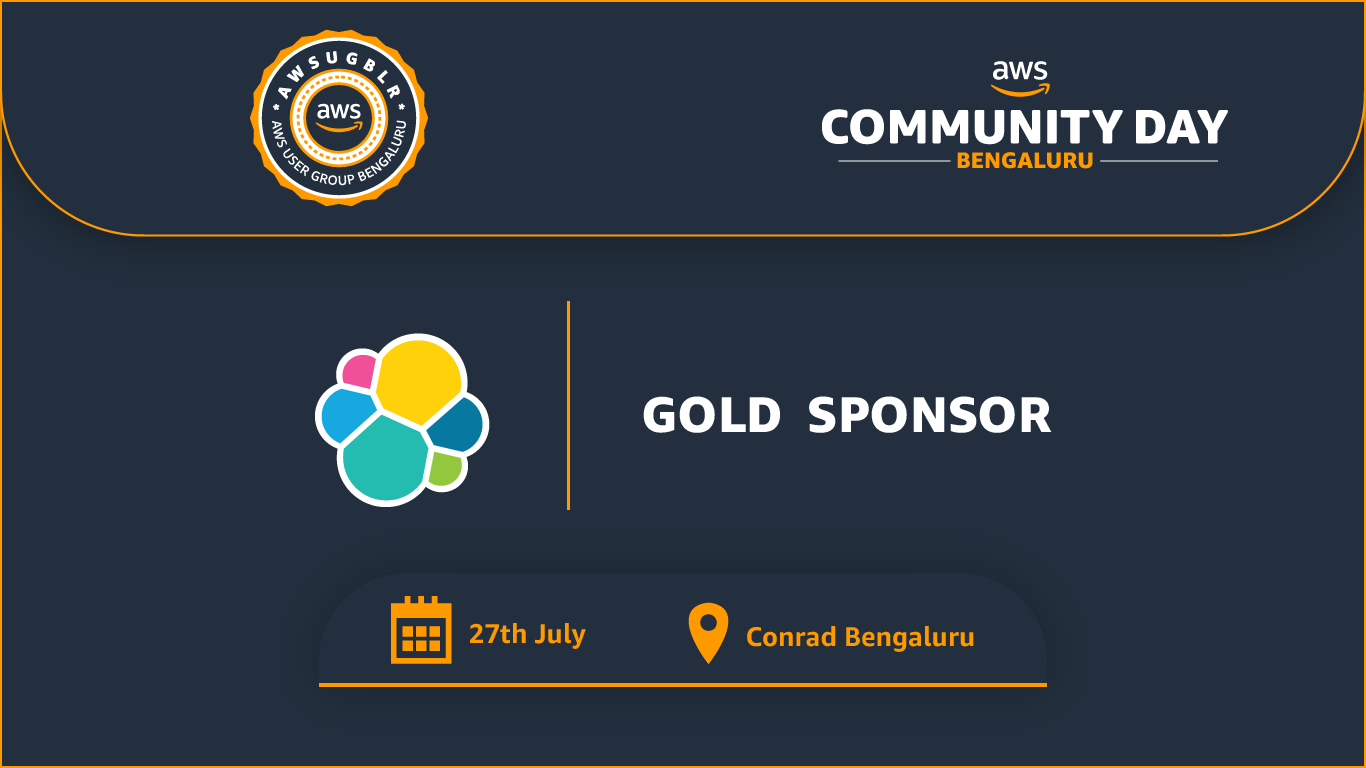 * AWSUGBLR *
aws
AWS USER GROUP BENGALURU
aws
COMMUNITY DAY
BENGALURU
GOLD SPONSOR
27th July
Conrad Bengaluru